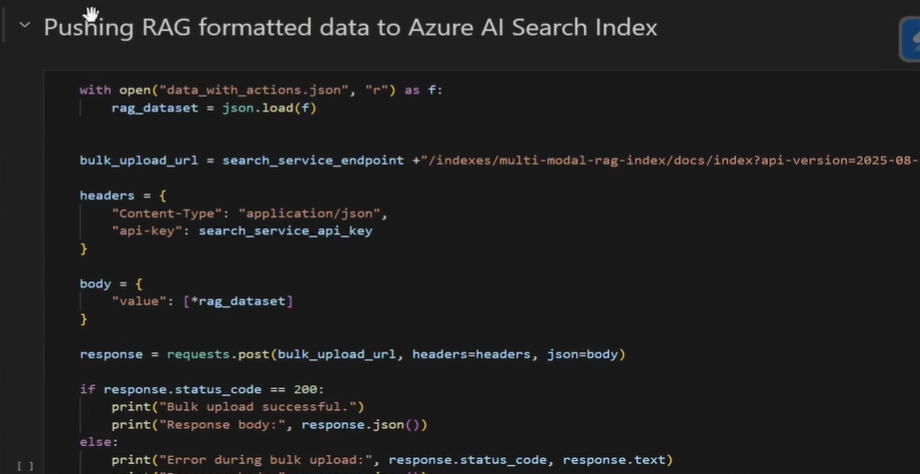 Pushing RAG formatted data to Azure AI Search Index
with open("data_with_actions.json", "r") as f:
    rag_dataset = json.load(f)
bulk_upload_url = search_service_endpoint +"/indexes/multi-modal-rag-index/docs/index?api-version=2025-08-
headers = {
    "Content-Type": "application/json",
    "api-key": search_service_api_key
}
body = {
    "value": [*rag_dataset]
}
response = requests.post(bulk_upload_url, headers=headers, json=body)
if response.status_code == 200:
    print("Bulk upload successful.")
    print("Response body:", response.json())
else:
    print("Error during bulk upload:", response.status_code, response.text)
[ ]